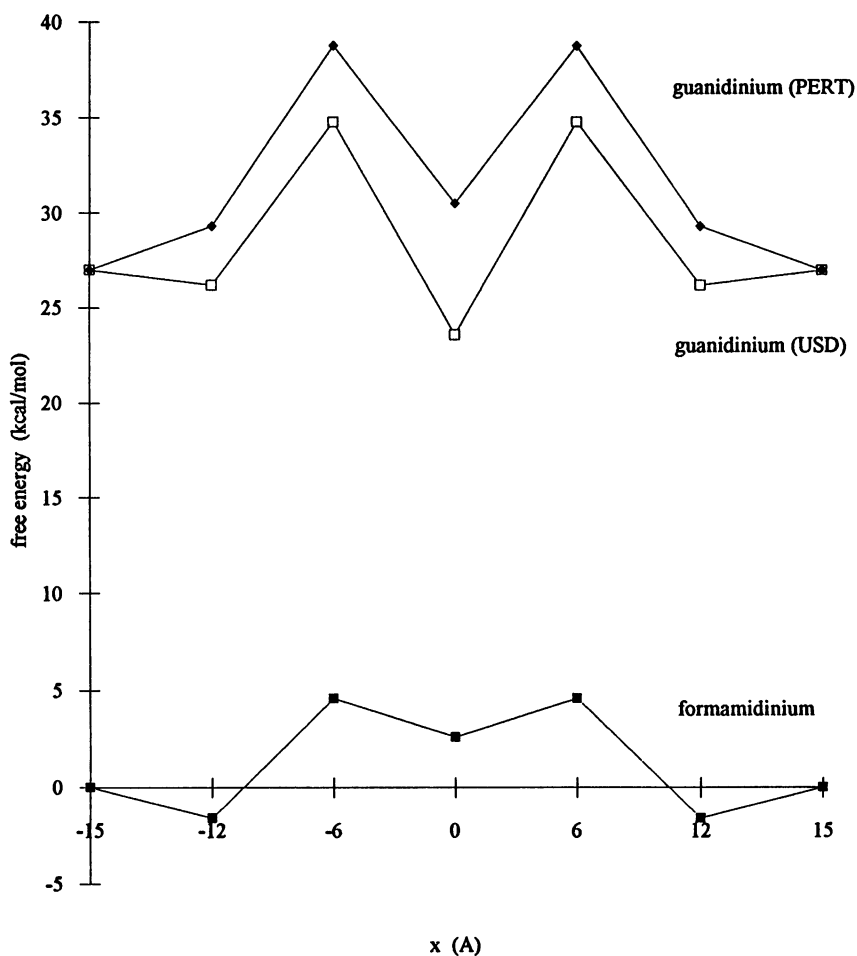 40
35
30
25
20
15
10
5
0
-5
free energy (kcal/mol)
guanidinium (PERT)
guanidinium (USD)
formamidinium
-15 -12 -6 0 6 12 15
x (A)